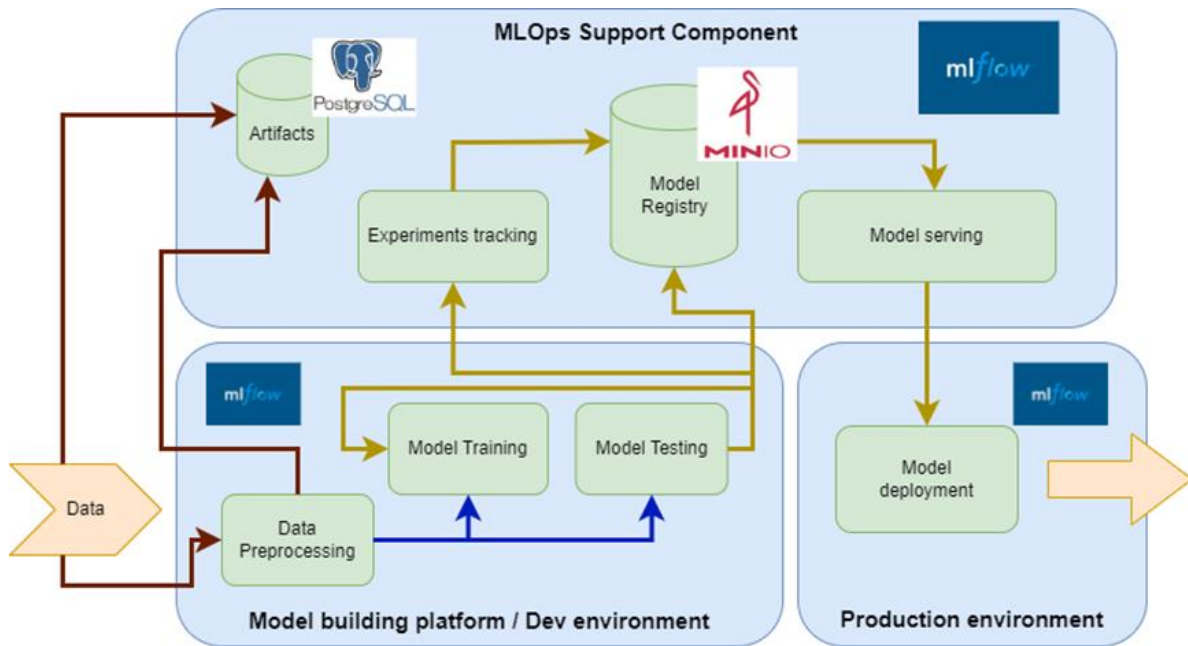 MLOps Support Component
PostgreSQL
mlflow
Artifacts
MINIO
Model
Registry
Experiments tracking
Model serving
mlflow
mlflow
Model Training
Model Testing
Model
deployment
Data
Data
Preprocessing
Model building platform / Dev environment
Production environment